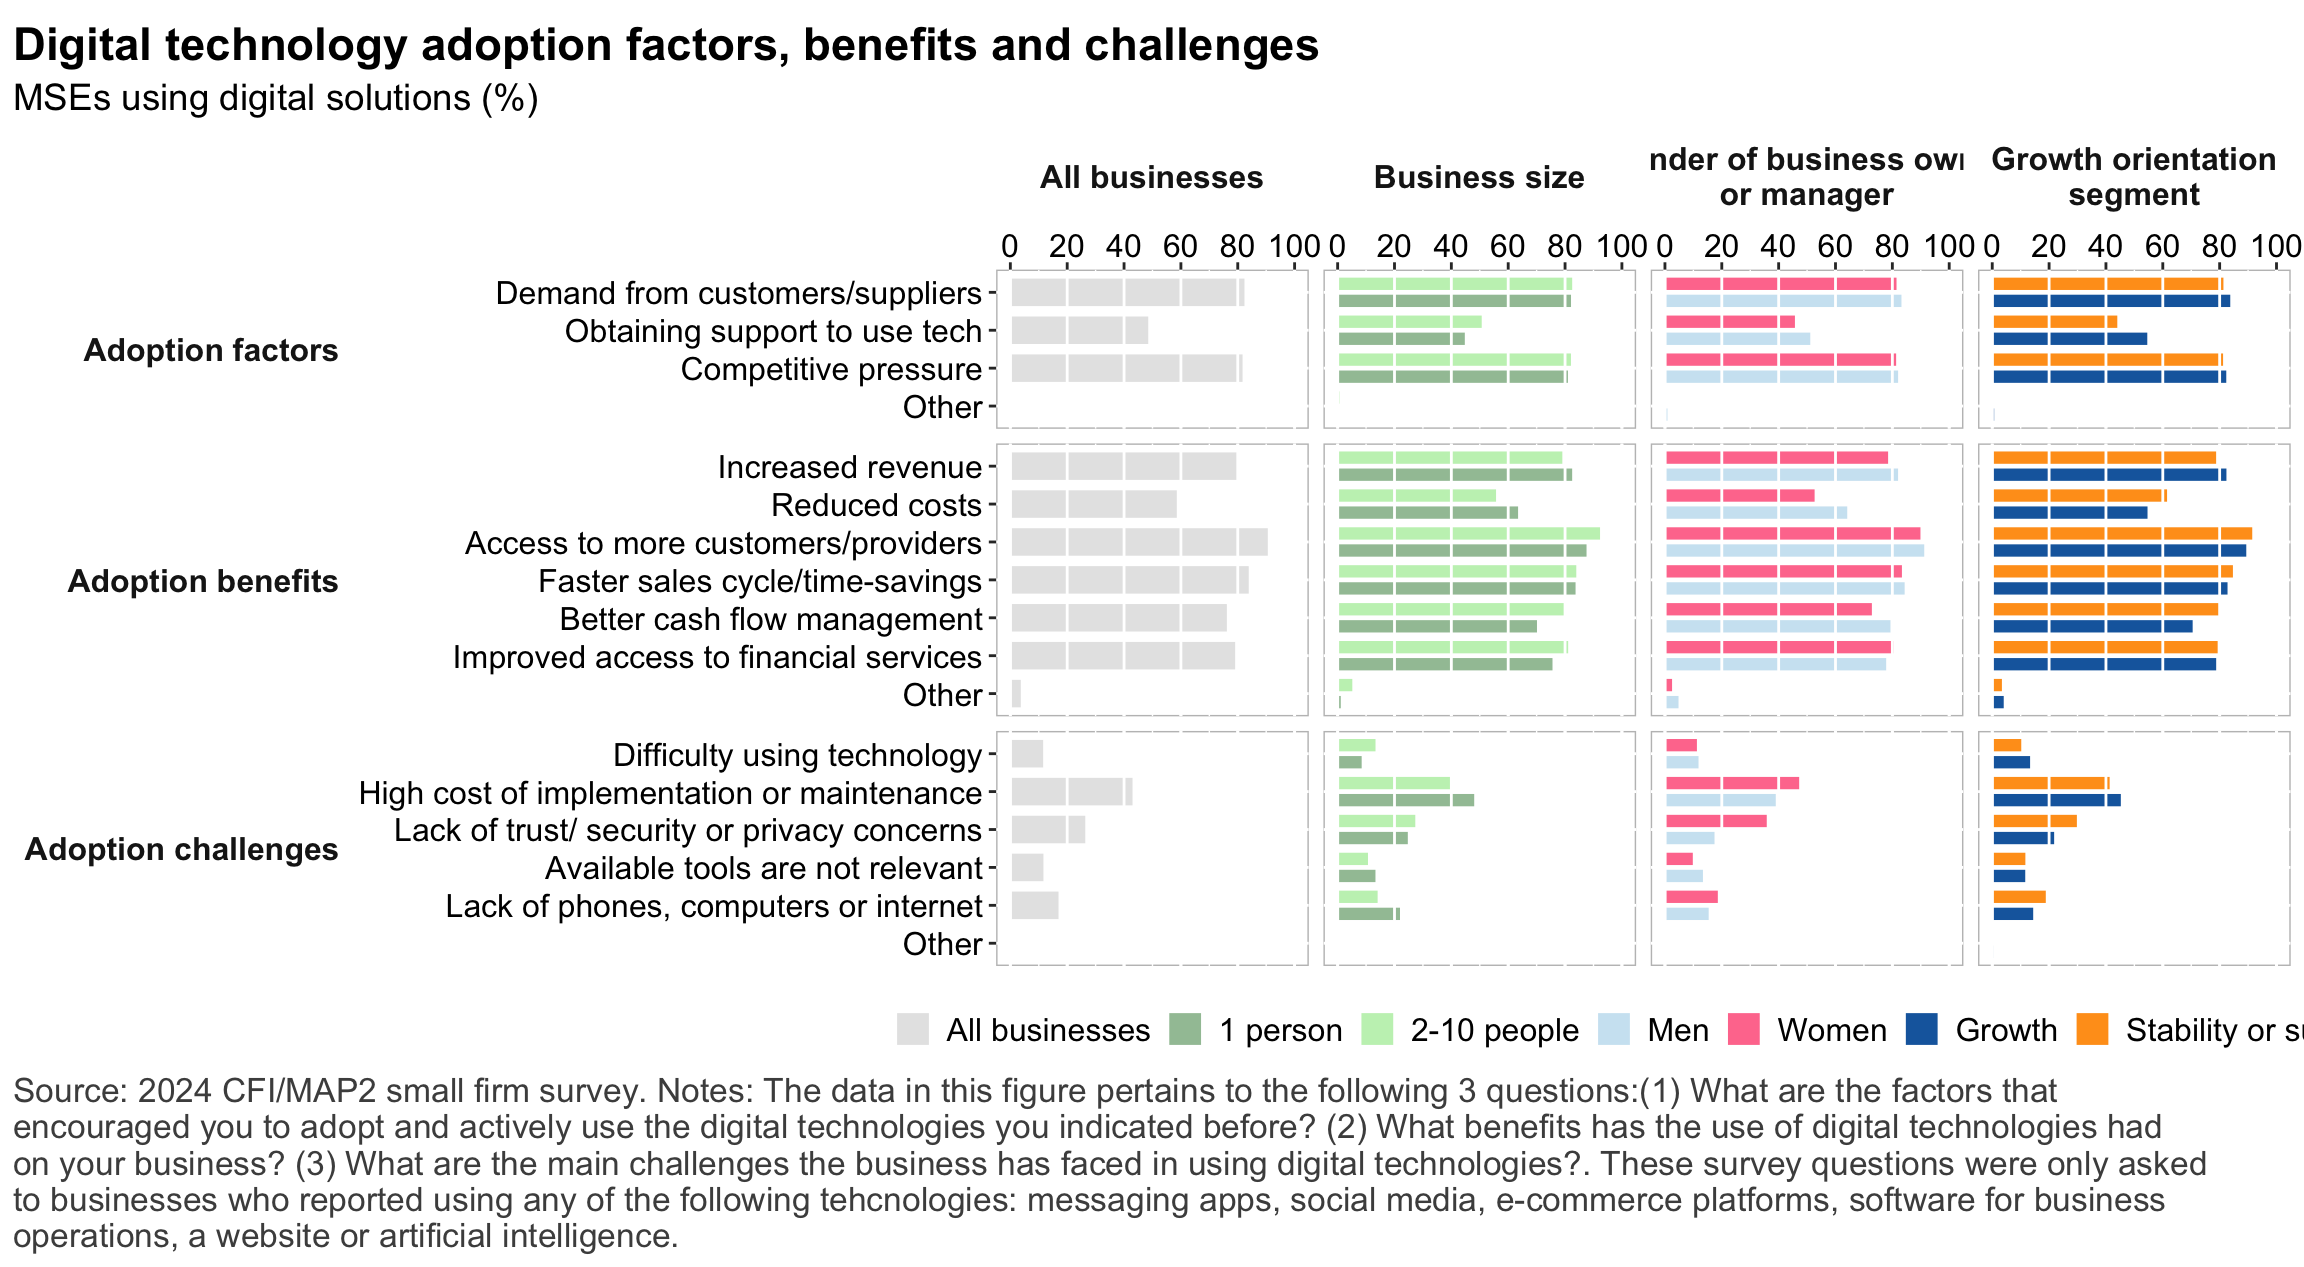 Digital technology adoption factors, benefits and challenges
MSEs using digital solutions (%)
All businesses
Business size
nder of business ow
or manager
Growth orientation
segment
0 20 40 60 80 100 0 20 40 60 80 100 0 20 40 60 80 100 0 20 40 60 80 100
Adoption factors
Demand from customers/suppliers
Obtaining support to use tech
Competitive pressure
Other
Adoption benefits
Increased revenue
Reduced costs
Access to more customers/providers
Faster sales cycle/time-savings
Better cash flow management
Improved access to financial services
Other
Adoption challenges
Difficulty using technology
High cost of implementation or maintenance
Lack of trust/ security or privacy concerns
Available tools are not relevant
Lack of phones, computers or internet
Other
All businesses 1 person 2-10 people Men Women Growth Stability or s
Source: 2024 CFI/MAP2 small firm survey. Notes: The data in this figure pertains to the following 3 questions:(1) What are the factors that
encouraged you to adopt and actively use the digital technologies you indicated before? (2) What benefits has the use of digital technologies had
on your business? (3) What are the main challenges the business has faced in using digital technologies?. These survey questions were only asked
to businesses who reported using any of the following tehcnologies: messaging apps, social media, e-commerce platforms, software for business
operations, a website or artificial intelligence.